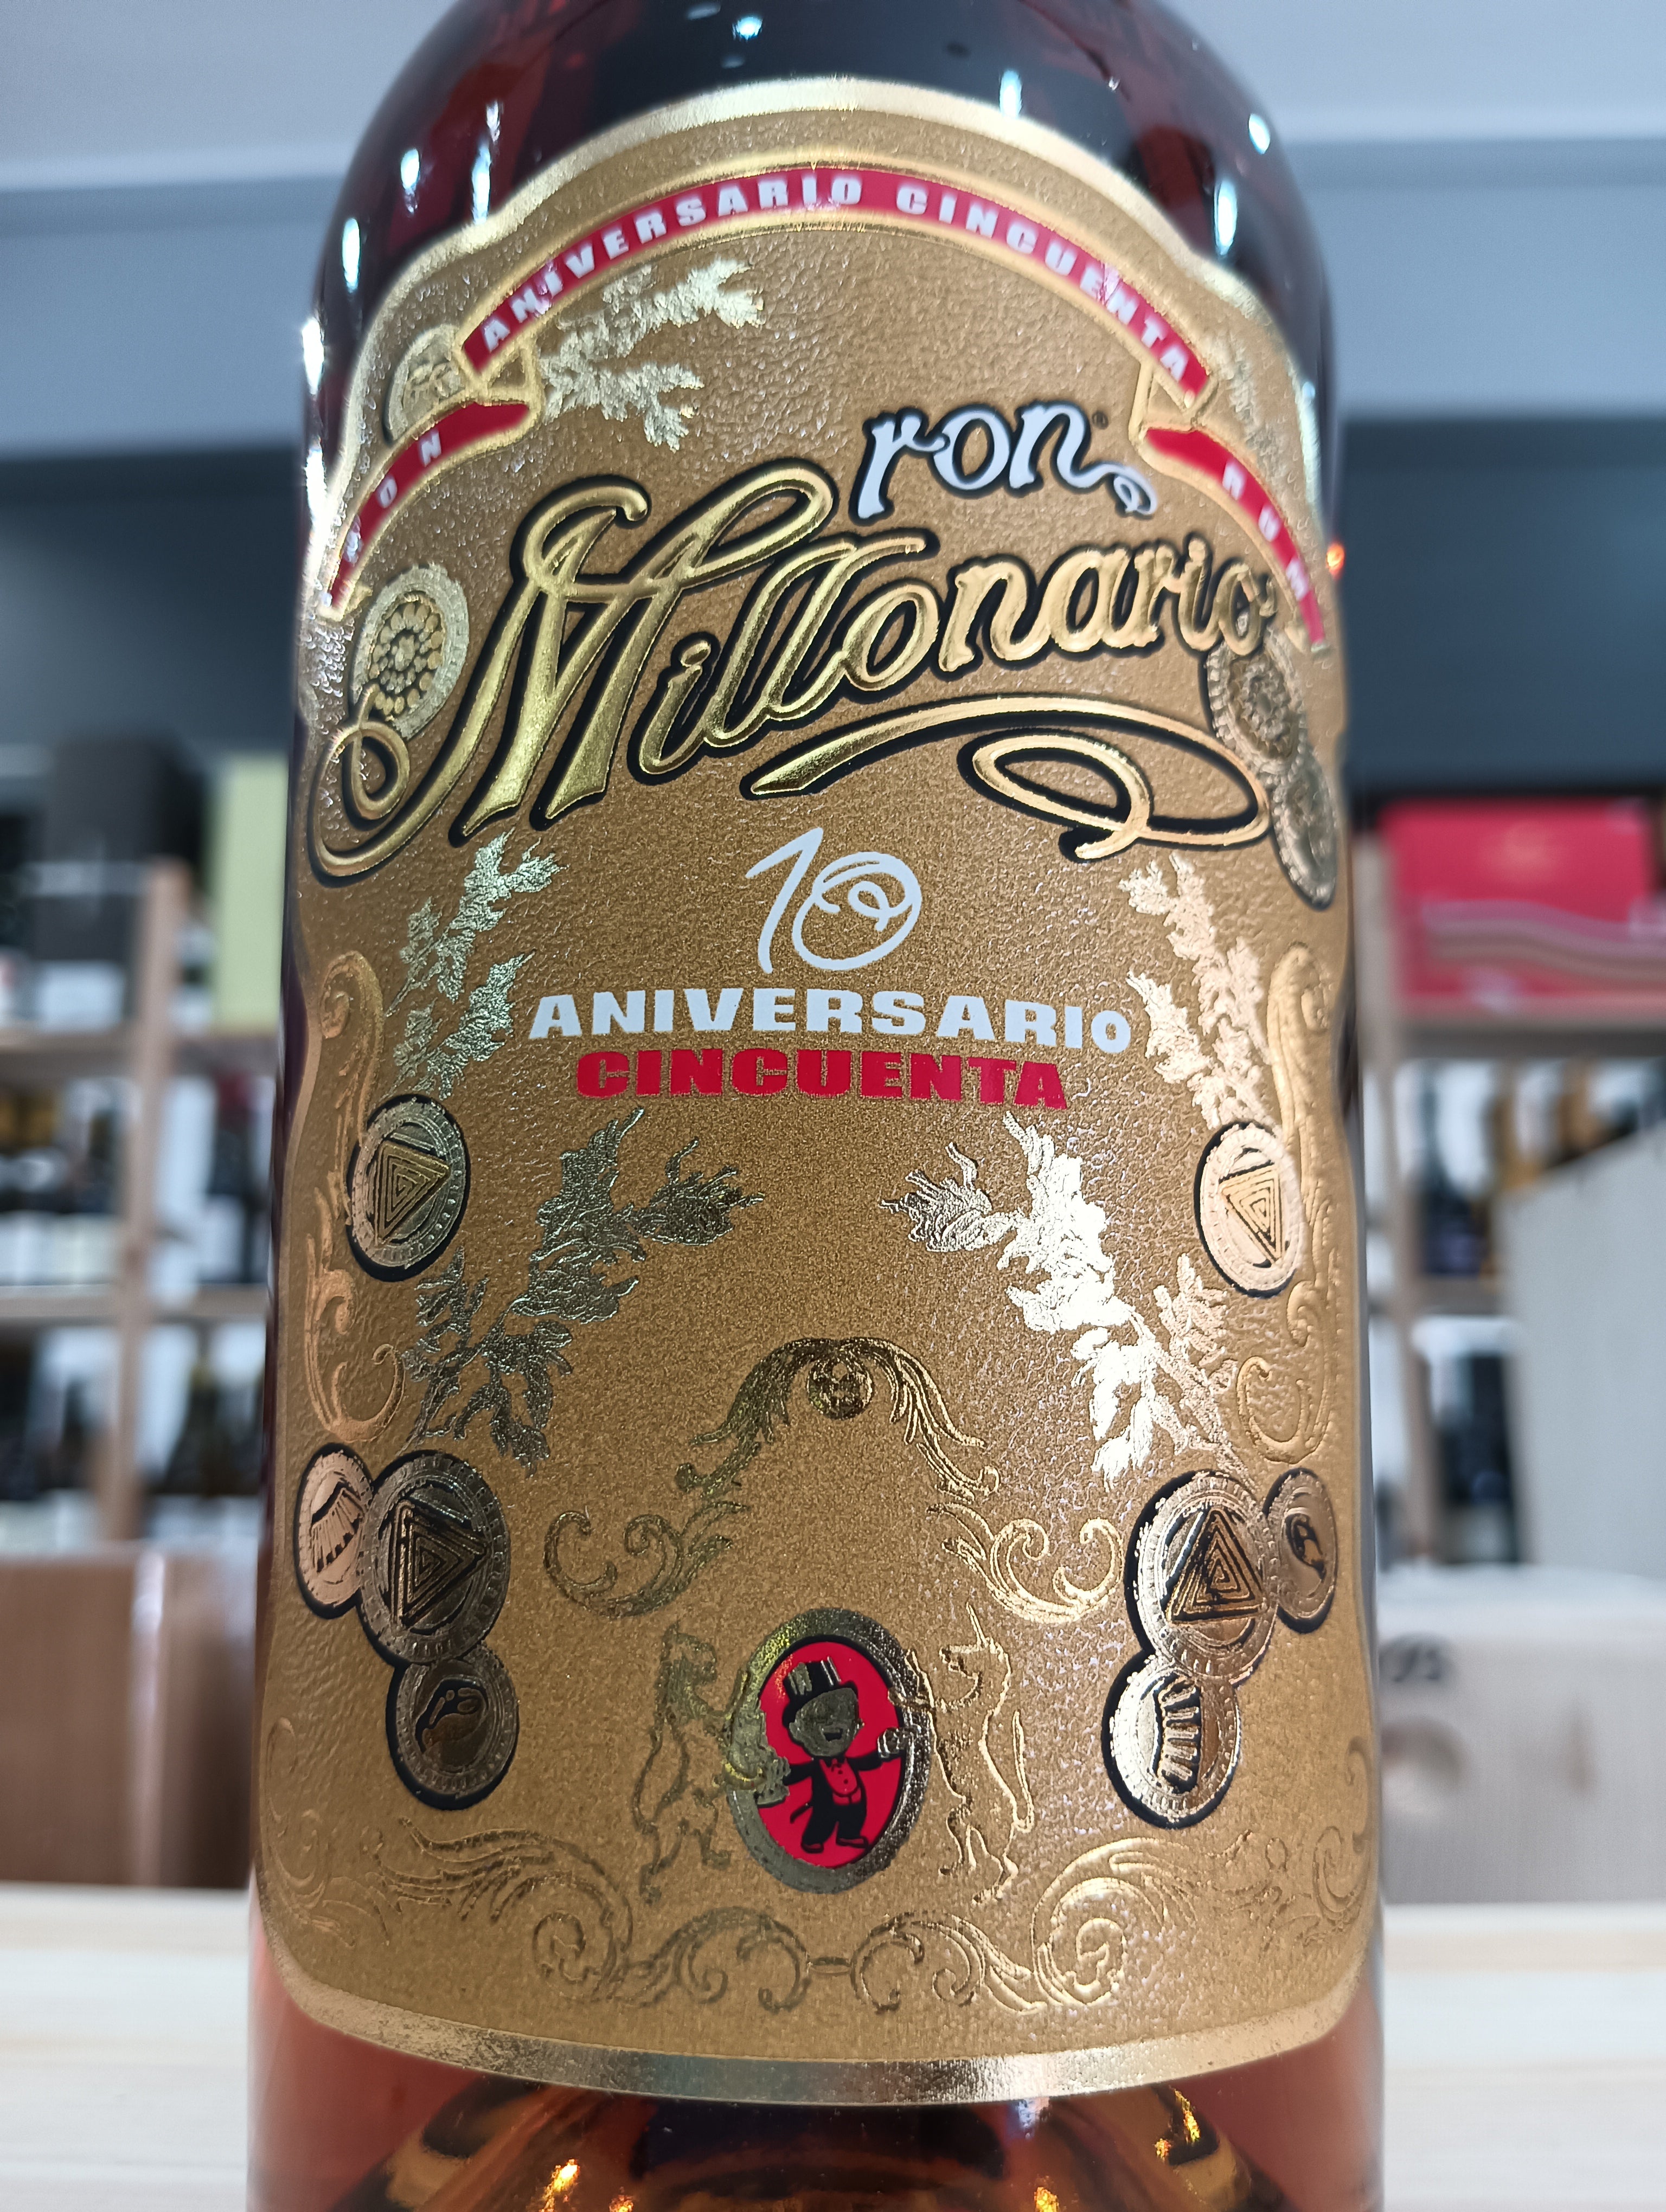 ANIVERSARIO CINCUENTA
RON
RUM
ron®
Millonario
10
ANIVERSARIO
CINCUENTA